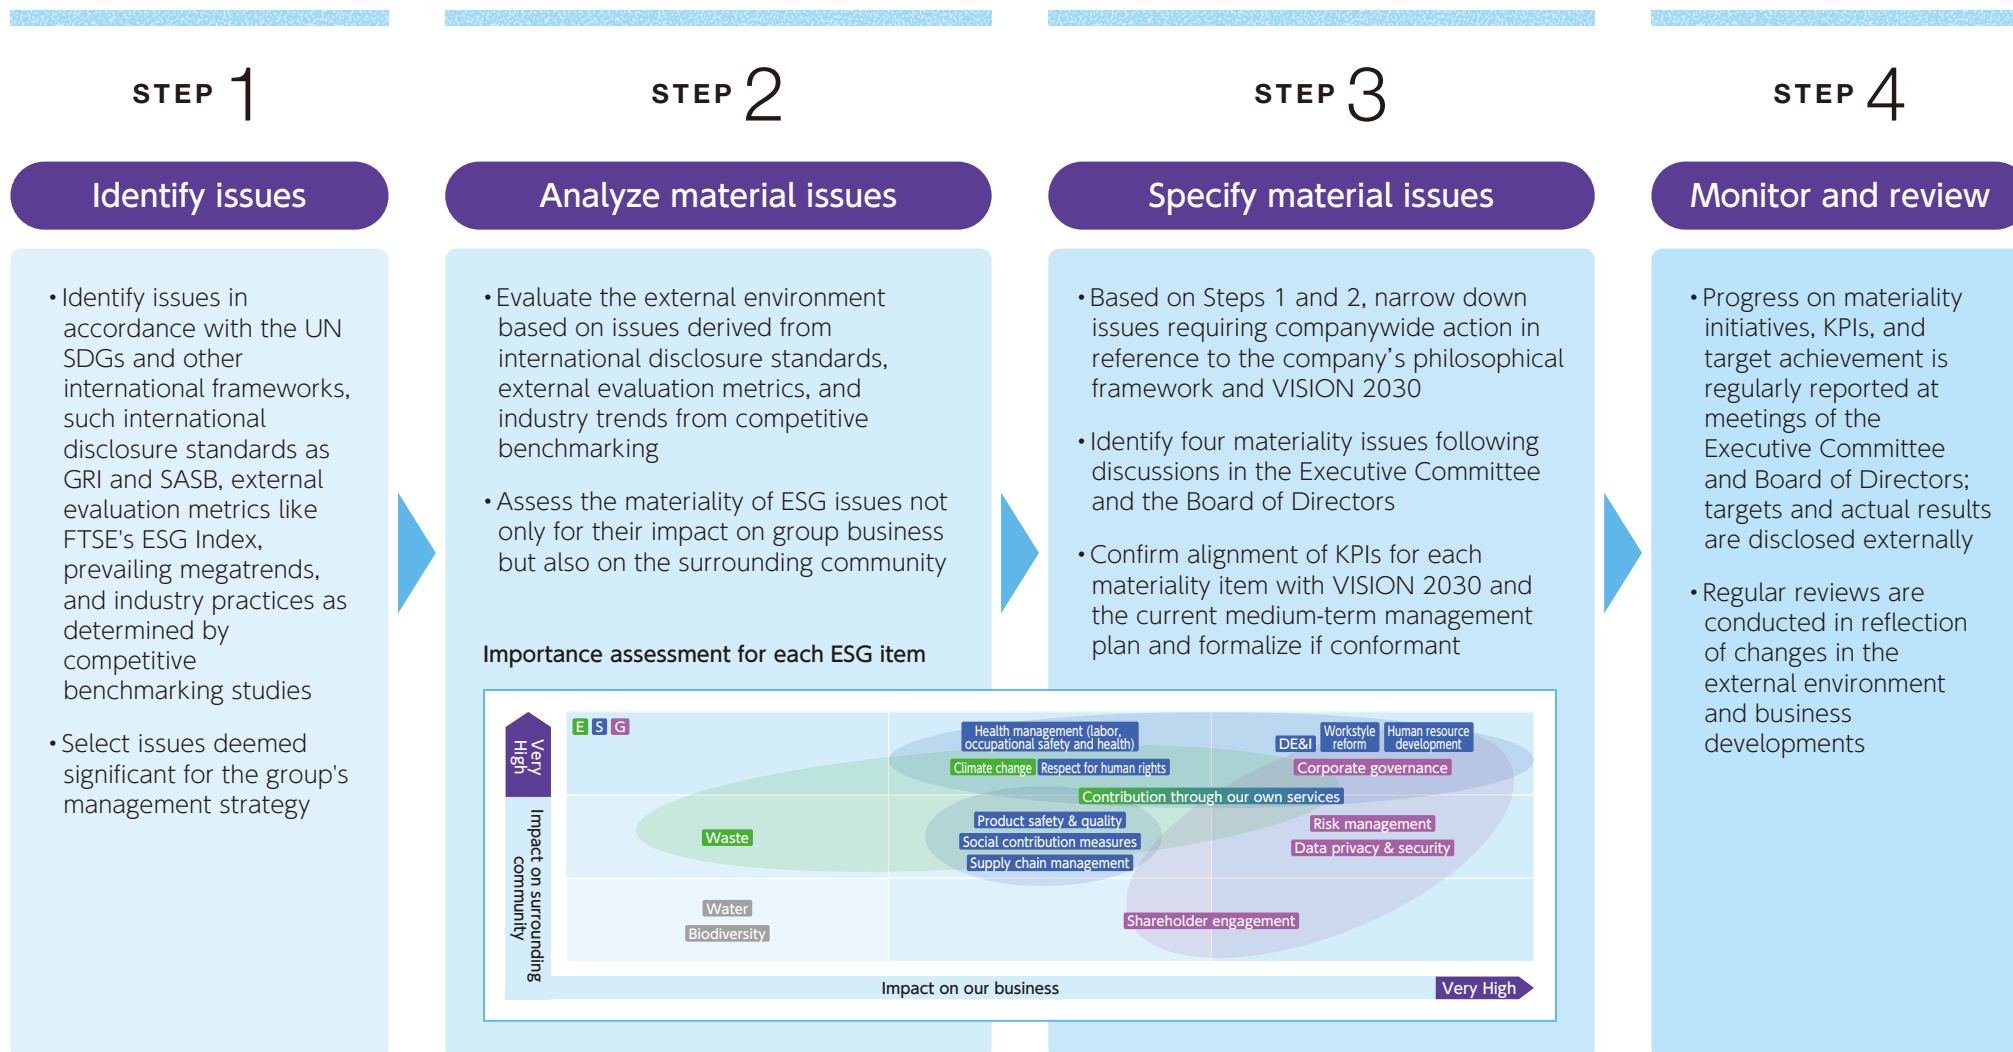 STEP 1
Identify issues
• Identify issues in
accordance with the UN
SDGs and other
international frameworks,
such international
disclosure standards as
GRI and SASB, external
evaluation metrics like
FTSE's ESG Index,
prevailing megatrends,
and industry practices as
determined by
competitive
benchmarking studies
• Select issues deemed
significant for the group's
management strategy
STEP 2
Analyze material issues
• Evaluate the external environment
based on issues derived from
international disclosure standards,
external evaluation metrics, and
industry trends from competitive
benchmarking
• Assess the materiality of ESG issues not
only for their impact on group business
but also on the surrounding community
STEP 3
Specify material issues
• Based on Steps 1 and 2, narrow down
issues requiring companywide action in
reference to the company’s philosophical
framework and VISION 2030
• Identify four materiality issues following
discussions in the Executive Committee
and the Board of Directors
• Confirm alignment of KPIs for each
materiality item with VISION 2030 and
the current medium-term management
plan and formalize if conformant
STEP 4
Monitor and review
• Progress on materiality
initiatives, KPIs, and
target achievement is
regularly reported at
meetings of the
Executive Committee
and Board of Directors;
targets and actual results
are disclosed externally
• Regular reviews are
conducted in reflection
of changes in the
external environment
and business
developments
Importance assessment for each ESG item
Very
High
Impact on surrounding
community
E S G
Health management (labor,
occupational safety and health)
Climate change
Respect for human rights
DE&I
Workstyle
reform
Human resource
development
Corporate governance
Contribution through our own services
Waste
Product safety & quality
Social contribution measures
Supply chain management
Risk management
Data privacy & security
Water
Biodiversity
Shareholder engagement
Impact on our business
Very High